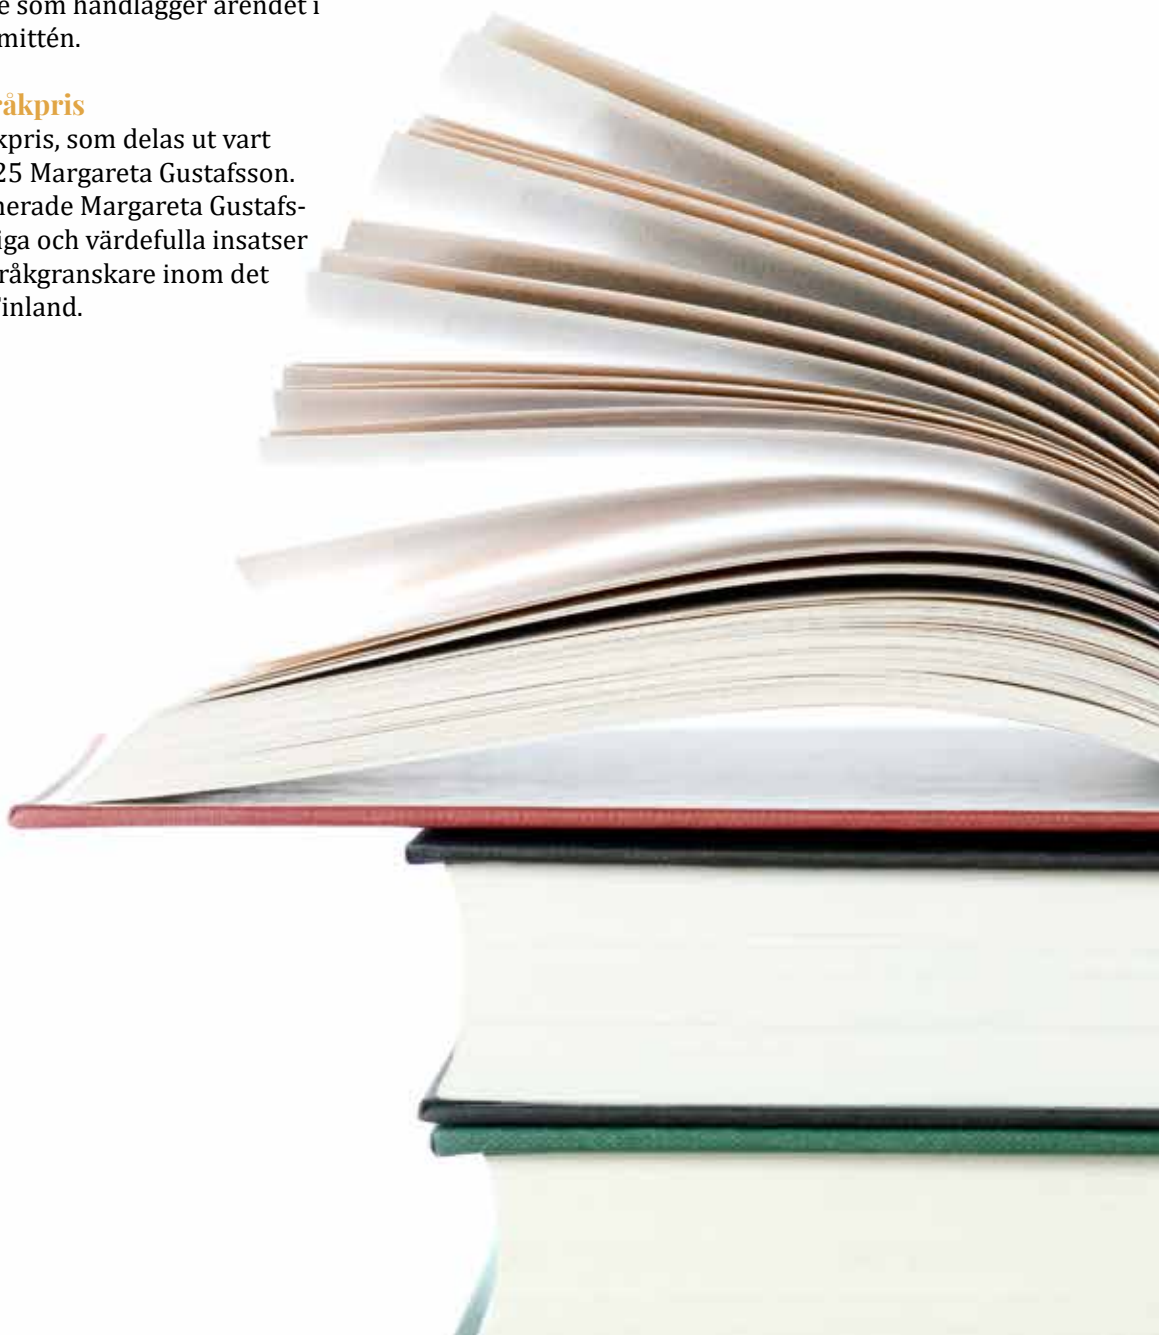 som handlägger ärendet i
mittén.
råkpris
kpris, som delas ut vart
25 Margareta Gustafsson.
nerade Margareta Gustafs-
iga och värdefulla insatser
råkgranskare inom det
Finland.